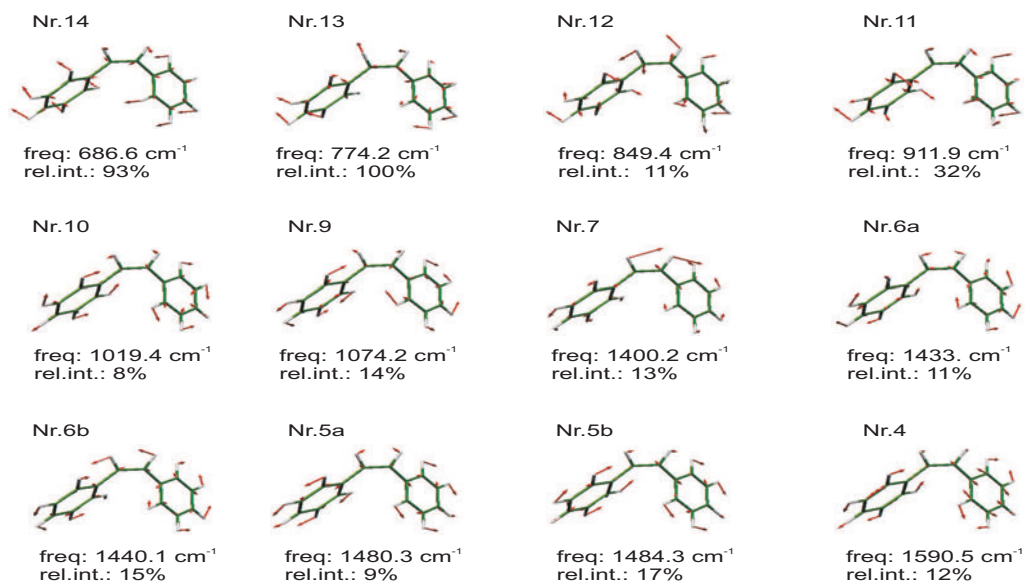 Nr.14
freq: 686.6 cm⁻¹
rel.int.: 93%
Nr.13
freq: 774.2 cm⁻¹
rel.int.: 100%
Nr.12
freq: 849.4 cm⁻¹
rel.int.: 11%
Nr.11
freq: 911.9 cm⁻¹
rel.int.: 32%
Nr.10
freq: 1019.4 cm⁻¹
rel.int.: 8%
Nr.9
freq: 1074.2 cm⁻¹
rel.int.: 14%
Nr.7
freq: 1400.2 cm⁻¹
rel.int.: 13%
Nr.6a
freq: 1433. cm⁻¹
rel.int.: 11%
Nr.6b
freq: 1440.1 cm⁻¹
rel.int.: 15%
Nr.5a
freq: 1480.3 cm⁻¹
rel.int.: 9%
Nr.5b
freq: 1484.3 cm⁻¹
rel.int.: 17%
Nr.4
freq: 1590.5 cm⁻¹
rel.int.: 12%